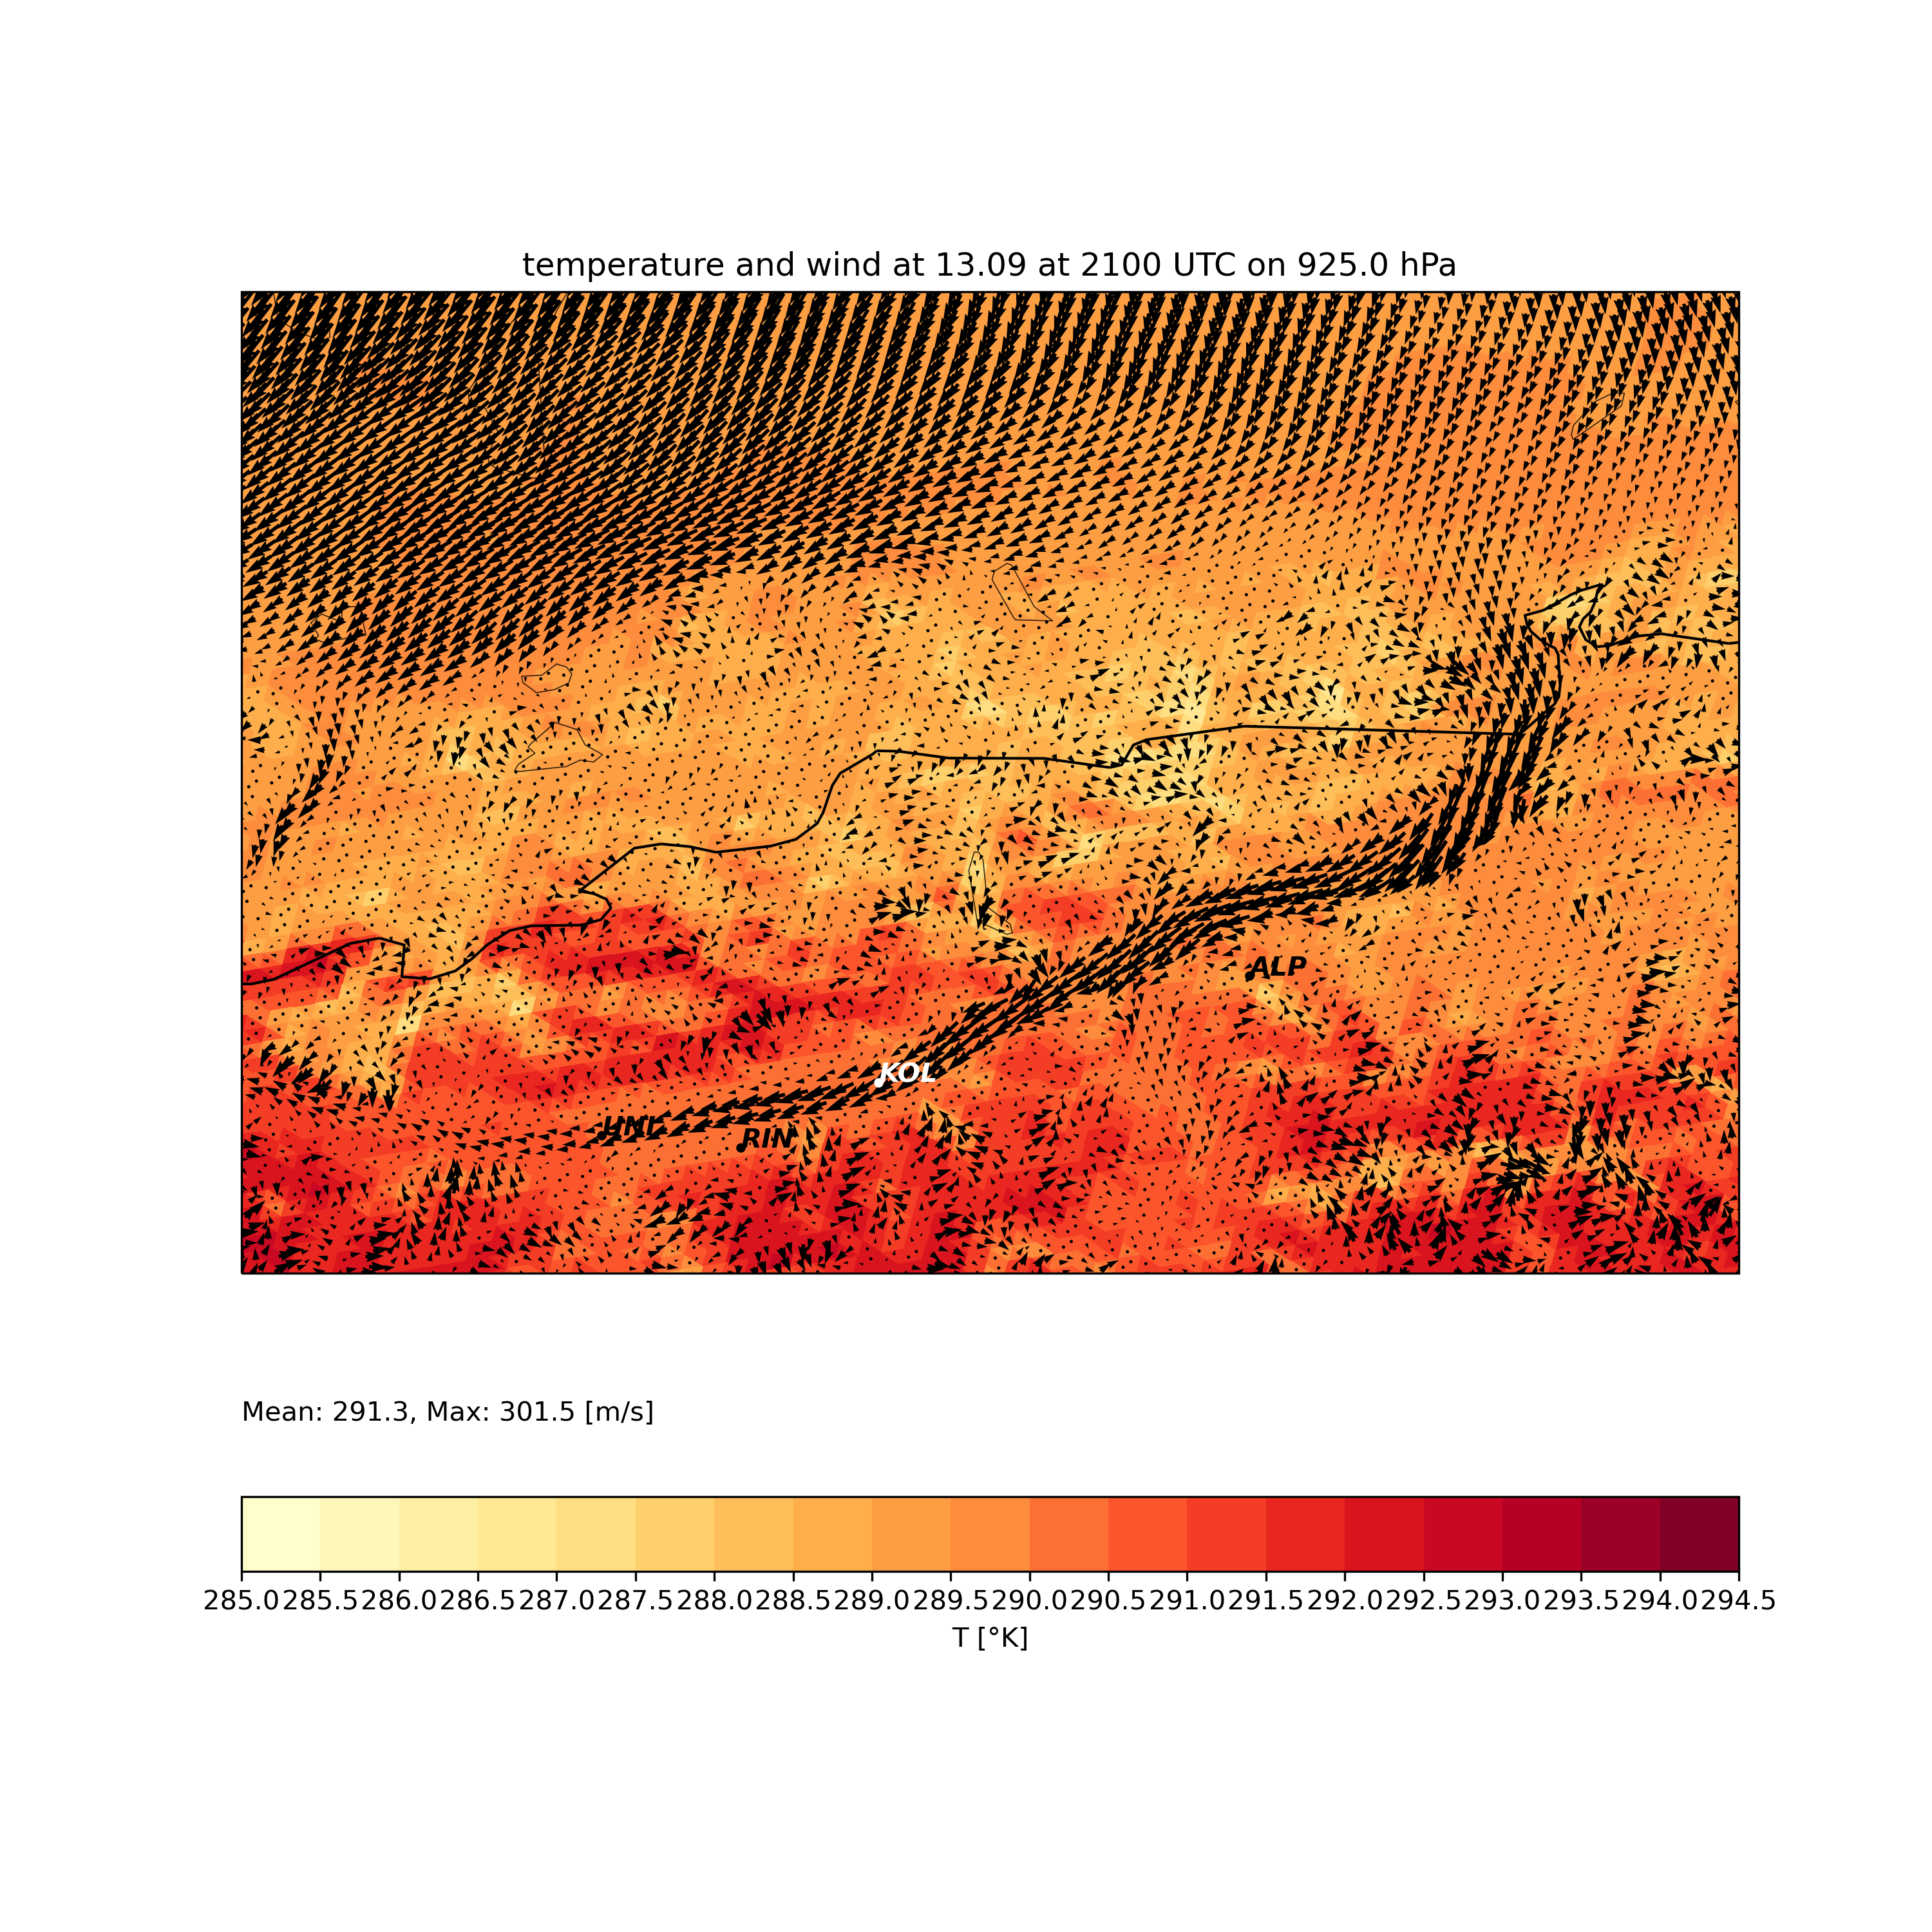 temperature and wind at 13.09 at 2100 UTC on 925.0 hPa
ALP
KOL
UNI
RIN
Mean: 291.3, Max: 301.5 [m/s]
285.0 285.5 286.0 286.5 287.0 287.5 288.0 288.5 289.0 289.5 290.0 290.5 291.0 291.5 292.0 292.5 293.0 293.5 294.0 294.5
T [°K]